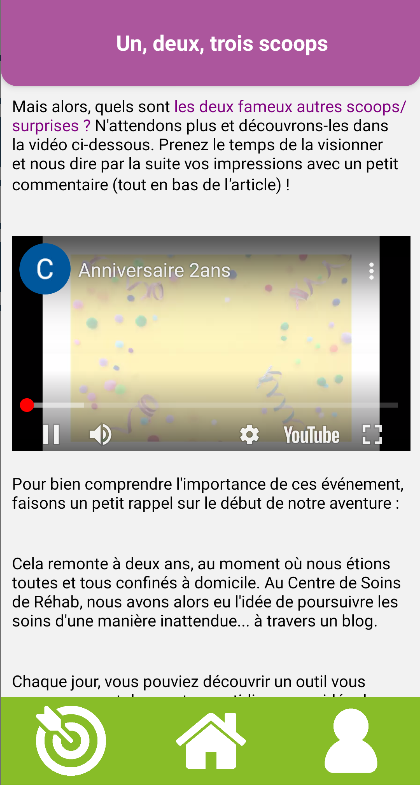 Un, deux, trois scoops
Mais alors, quels sont les deux fameux autres scoops/
surprises ? N'attendons plus et découvrons-les dans
la vidéo ci-dessous. Prenez le temps de la visionner
et nous dire par la suite vos impressions avec un petit
commentaire (tout en bas de l'article) !
C Anniversaire 2ans
YouTube
Pour bien comprendre l'importance de ces événement,
faisons un petit rappel sur le début de notre aventure :
Cela remonte à deux ans, au moment où nous étions
toutes et tous confinés à domicile. Au Centre de Soins
de Réhab, nous avons alors eu l'idée de poursuivre les
soins d'une manière inattendue... à travers un blog.
Chaque jour, vous pouviez découvrir un outil vous